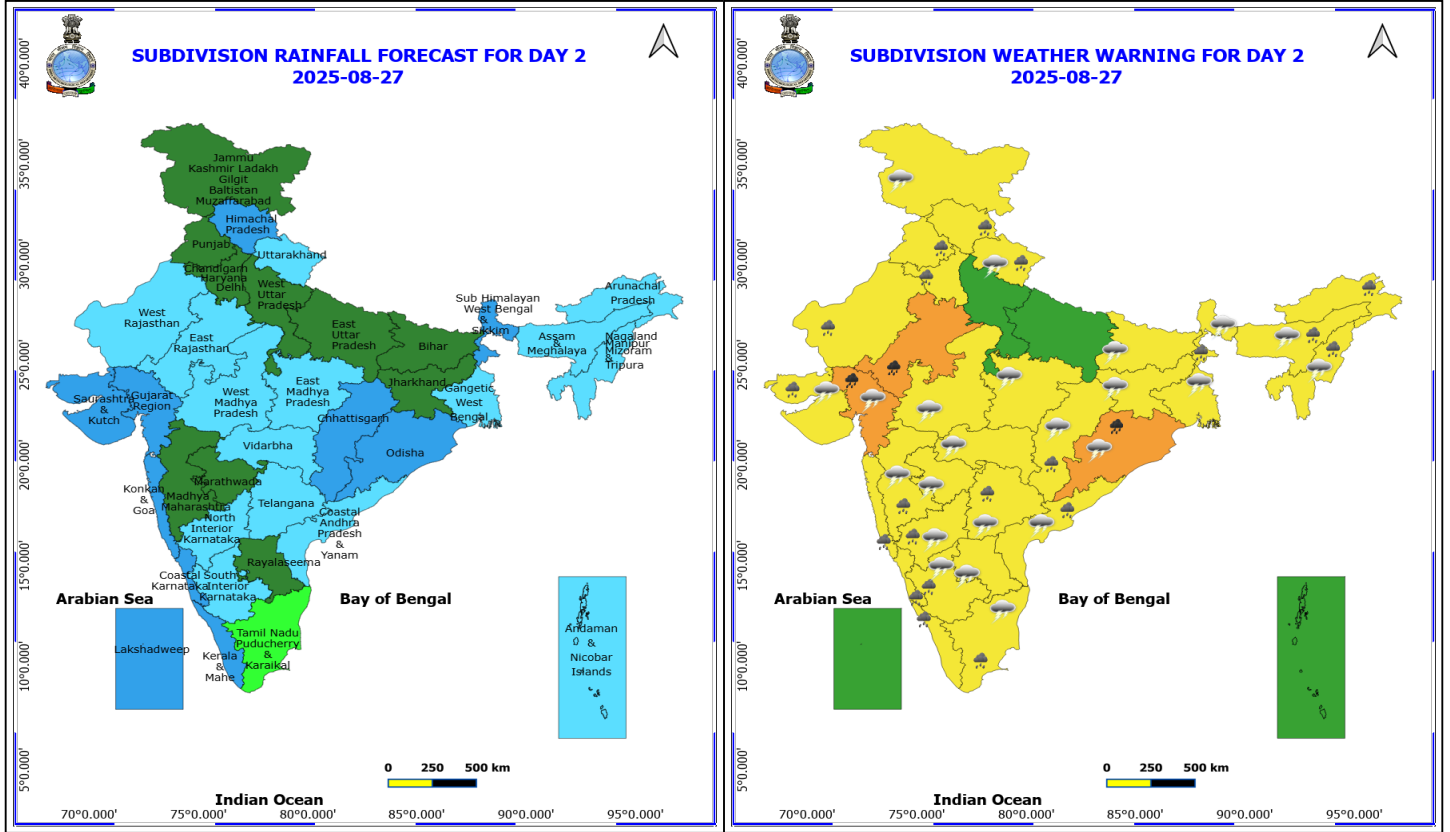 SUBDIVISION RAINFALL FORECAST FOR DAY 2
2025-08-27
40°0.000'
35°0.000'
30°0.000'
25°0.000'
20°0.000'
15°0.000'
10°0.000'
5°0.000'
Jammu
Kashmir Ladakh
Gilgit
Baltistan
Muzaffarabad
Himachal
Pradesh
Punjab
Uttarakhand
Chandigarh
Haryana
Delhi
West
Uttar
Pradesh
West
Rajasthan
East
Rajasthan
East
Uttar
Pradesh
Bihar
Sub Himalayan
West Bengal
&
Sikkim
Arunachal
Pradesh
Assam
&
Meghalaya
Nagaland
Manipur
Mizoram
&
Tripura
Saurashtra
&
Kutch
Gujarat
Region
West
Madhya
Pradesh
East
Madhya
Pradesh
Jharkhand
Gangetic
West
Bengal
Chhattisgarh
Odisha
Vidarbha
Konkan
&
Goa
Madhya
Maharashtra
Marathwada
Telangana
North
Interior
Karnataka
Coastal
Andhra
Pradesh
&
Yanam
Rayalaseema
Coastal
Karnataka
South
Interior
Karnataka
Arabian Sea
Bay of Bengal
Lakshadweep
Kerala
&
Mahe
Tamil Nadu
Puducherry
&
Karaikal
Andaman
&
Nicobar
Islands
0 250 500 km
Indian Ocean
70°0.000' 75°0.000' 80°0.000' 85°0.000' 90°0.000' 95°0.000'
SUBDIVISION WEATHER WARNING FOR DAY 2
2025-08-27
40°0.000'
35°0.000'
30°0.000'
25°0.000'
20°0.000'
15°0.000'
10°0.000'
5°0.000'
Arabian Sea
Bay of Bengal
0 250 500 km
Indian Ocean
70°0.000' 75°0.000' 80°0.000' 85°0.000' 90°0.000' 95°0.000'